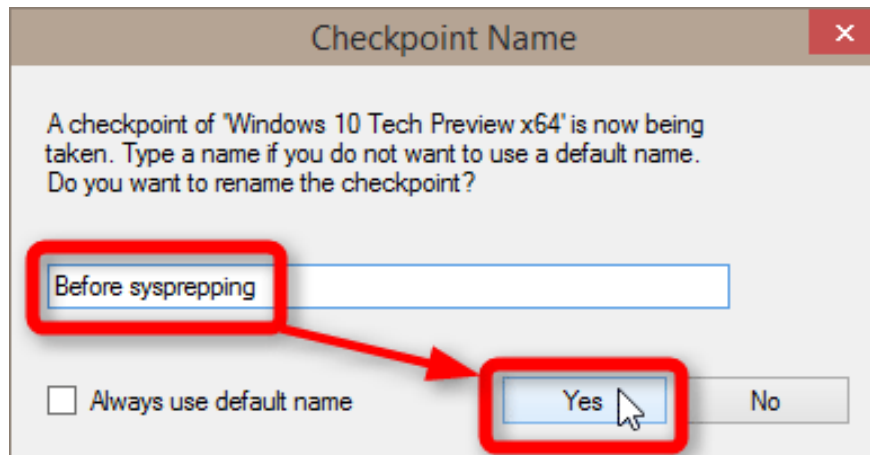 Checkpoint Name
A checkpoint of 'Windows 10 Tech Preview x64' is now being
taken. Type a name if you do not want to use a default name.
Do you want to rename the checkpoint?
Before sysprepping
Always use default name
Yes
No